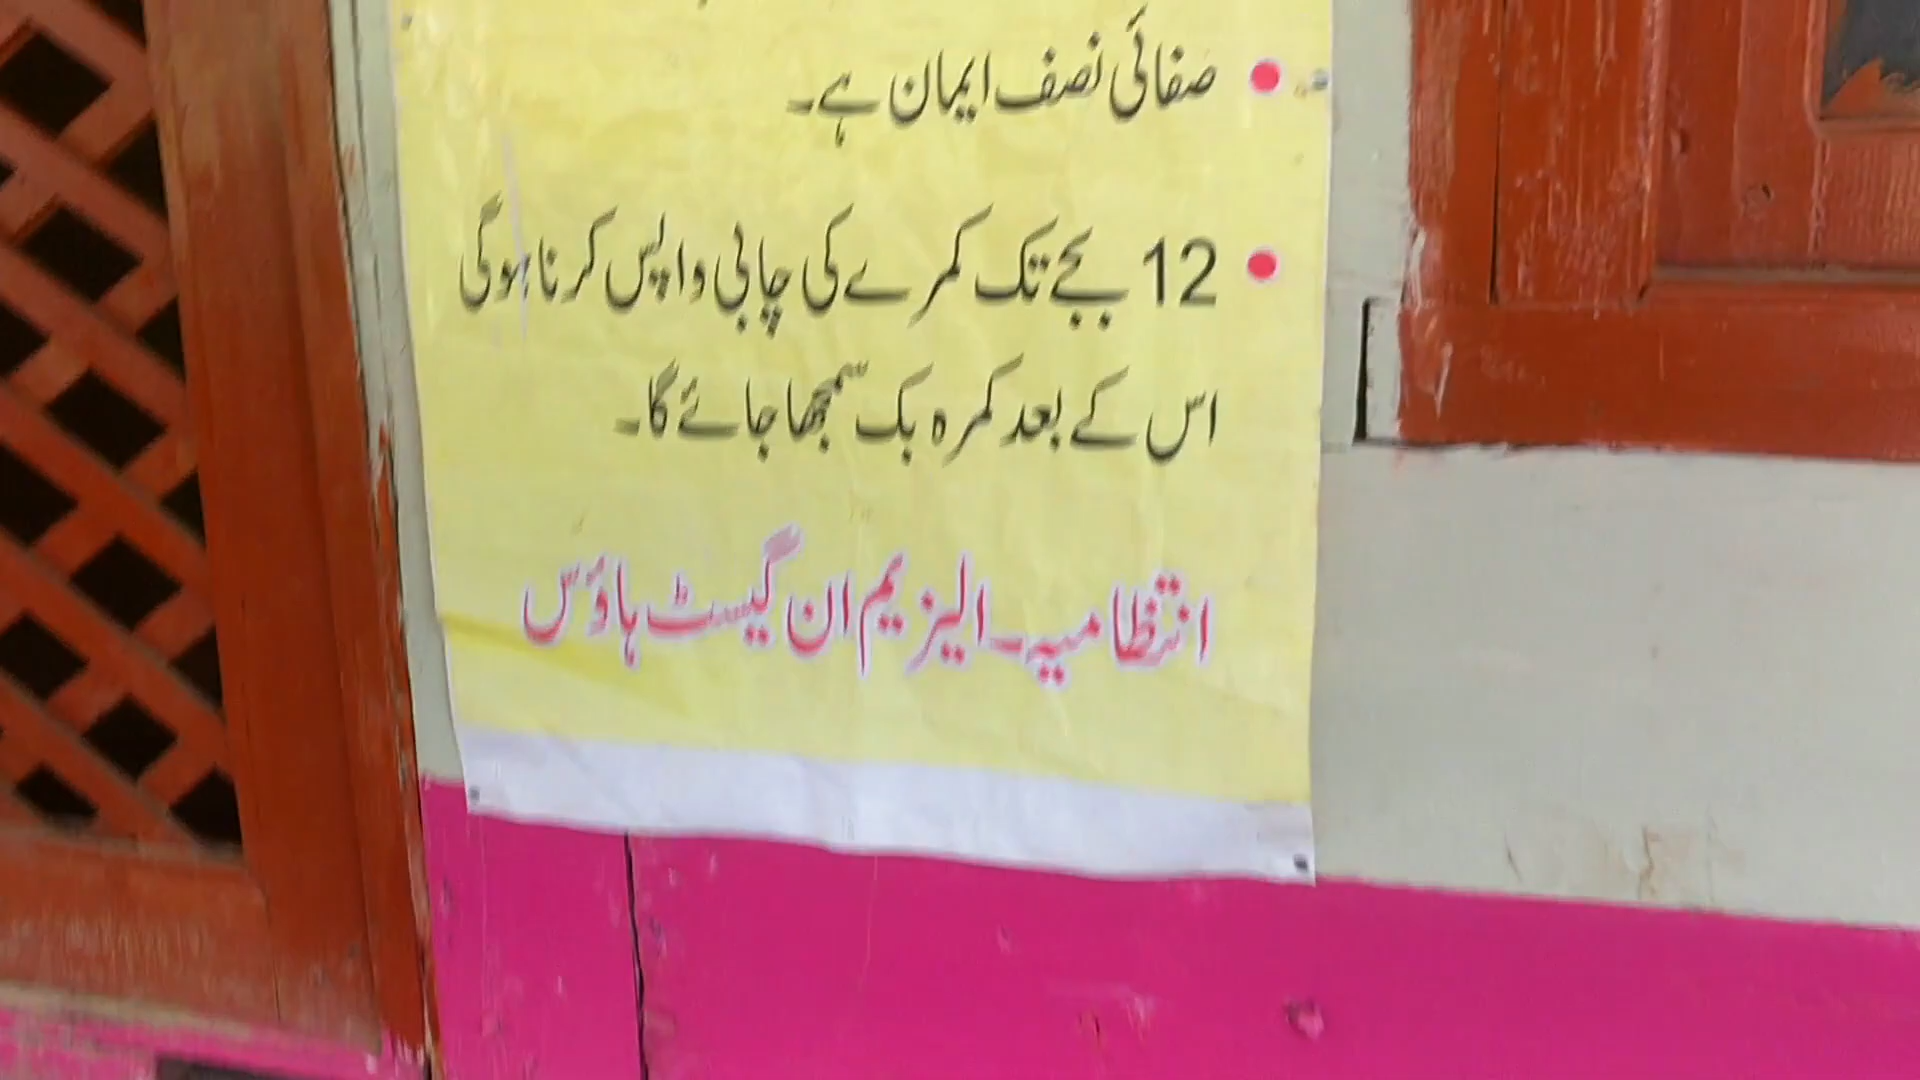 صفائی نصف ایمان ہے۔
12 بجے تک کمرے کی چابی واپس کرنا ہوگی
اس کے بعد کمرہ بک سمجھا جائے گا۔
انتظامیہ۔ الیزیم ان گیسٹ ہاؤس